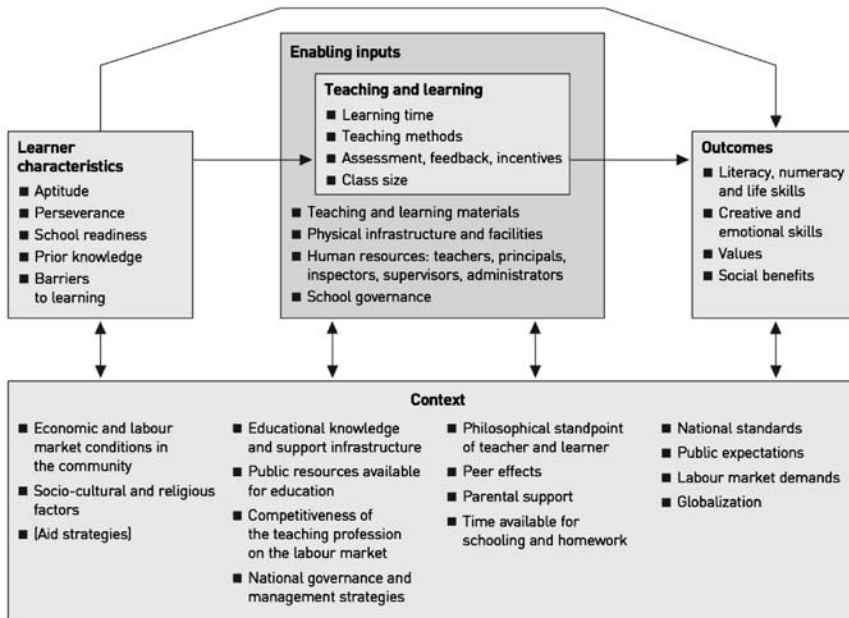 Enabling inputs
Teaching and learning
■ Learning time
■ Teaching methods
■ Assessment, feedback, incentives
■ Class size
■ Teaching and learning materials
■ Physical infrastructure and facilities
■ Human resources: teachers, principals,
inspectors, supervisors, administrators
■ School governance
Learner
characteristics
■ Aptitude
■ Perseverance
■ School readiness
■ Prior knowledge
■ Barriers
to learning
Outcomes
■ Literacy, numeracy
and life skills
■ Creative and
emotional skills
■ Values
■ Social benefits
Context
■ Economic and labour
market conditions in
the community
■ Socio-cultural and religious
factors
■ (Aid strategies)
■ Educational knowledge
and support infrastructure
■ Public resources available
for education
■ Competitiveness of
the teaching profession
on the labour market
■ National governance and
management strategies
■ Philosophical standpoint
of teacher and learner
■ Peer effects
■ Parental support
■ Time available for
schooling and homework
■ National standards
■ Public expectations
■ Labour market demands
■ Globalization